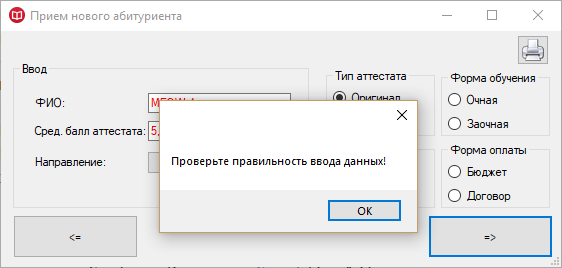 Прием нового абитуриента
Ввод
ФИО:
Сред. балл аттестата: 5,
Направление:
Тип аттестата
Оригинал
Форма обучения
Очная
Заочная
Форма оплаты
Бюджет
Договор
Проверьте правильность ввода данных!
OK
<=
=>